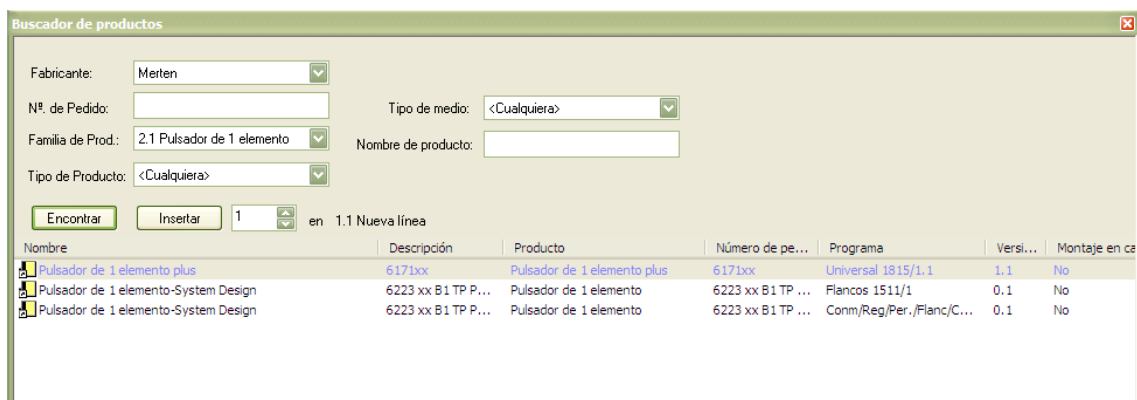 Buscador de productos
Fabricante: Merten
Nº. de Pedido: Tipo de medio: <Cualquiera>
Familia de Prod.: 2.1 Pulsador de 1 elemento Nombre de producto:
Tipo de Producto: <Cualquiera>
Encontrar Insertar 1 en 1.1 Nueva línea
Nombre Descripción Producto Número de pe... Programa Versi... Montaje en ca
Pulsador de 1 elemento plus 6171xx Pulsador de 1 elemento plus 6171xx Universal 1815/1.1 1.1 No
Pulsador de 1 elemento-System Design 6223 xx B1 TP P... Pulsador de 1 elemento 6223 xx B1 TP ... Flancos 1511/1 0.1 No
Pulsador de 1 elemento-System Design 6223 xx B1 TP P... Pulsador de 1 elemento 6223 xx B1 TP ... Conm/Reg/Per./Flanc/C... 0.1 No